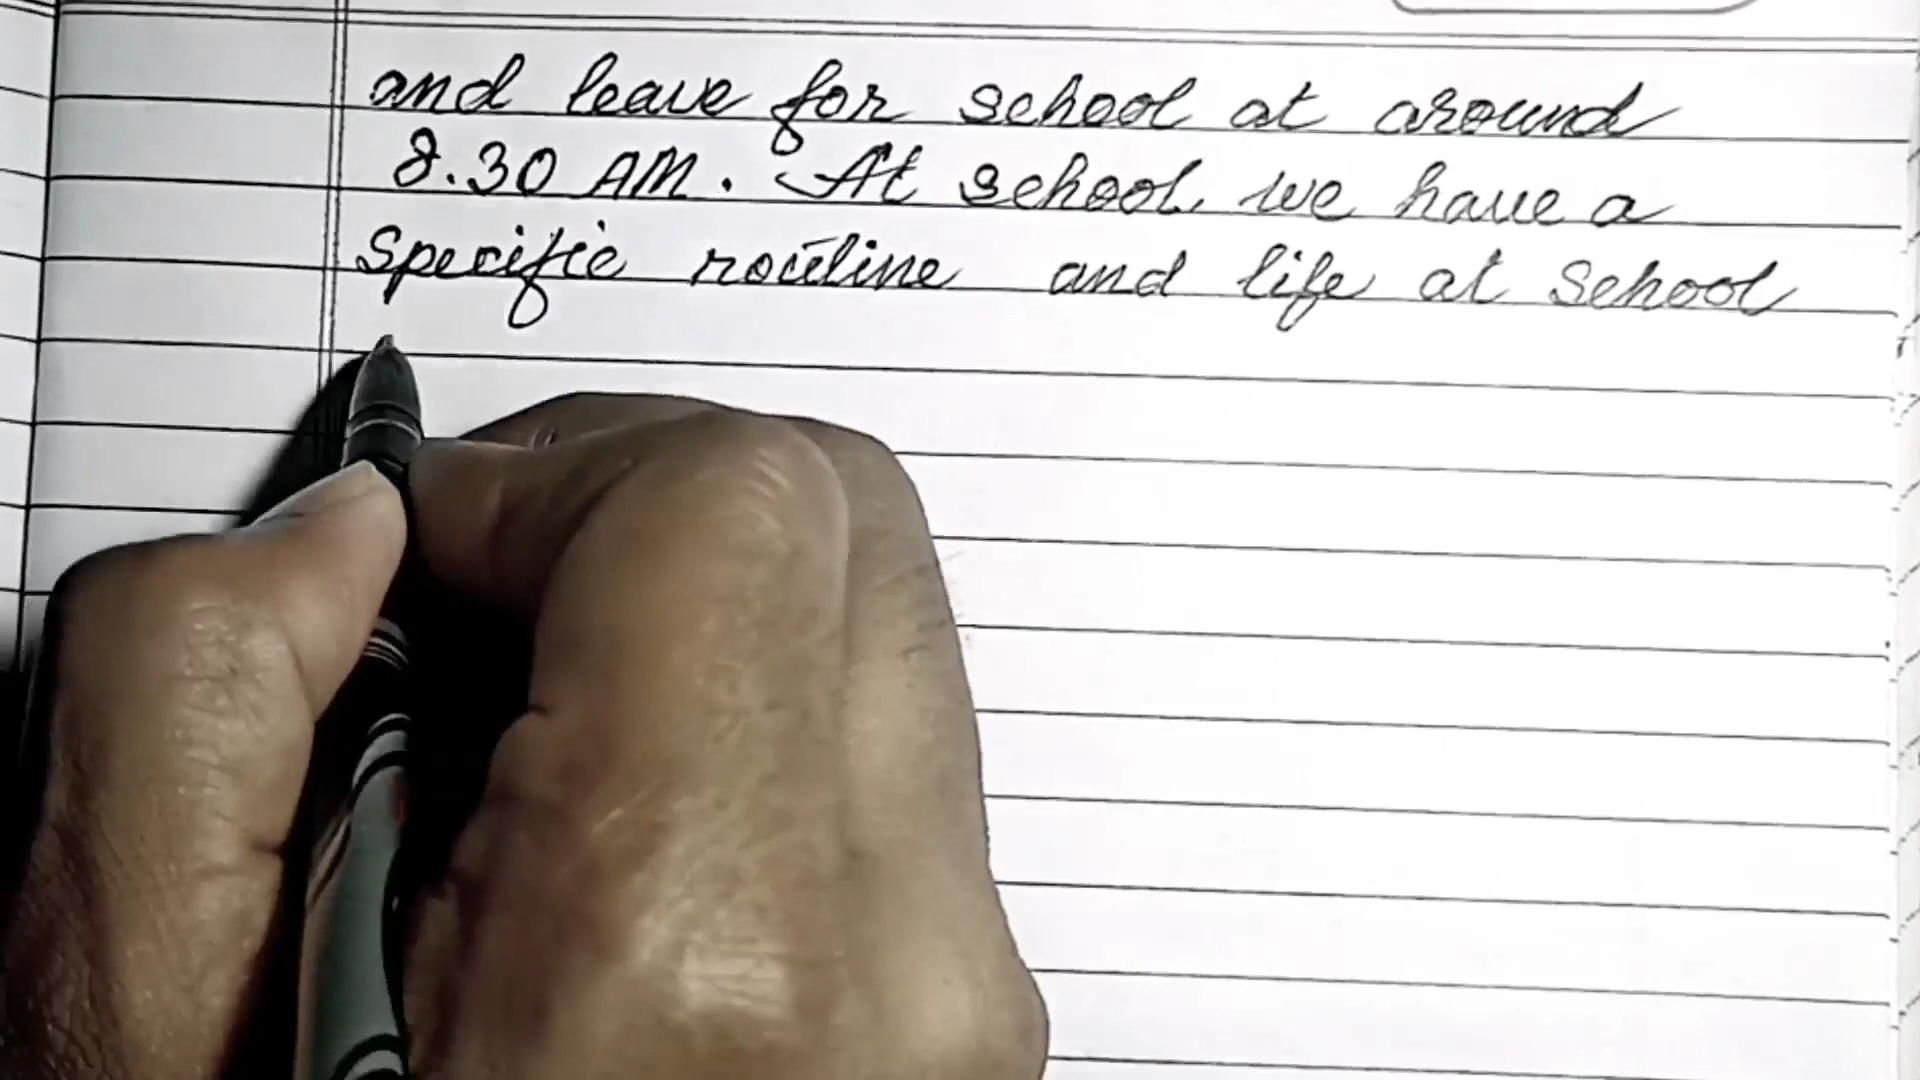 and leave for school at around
8.30 AM. At school, we have a
specific routine and life at School